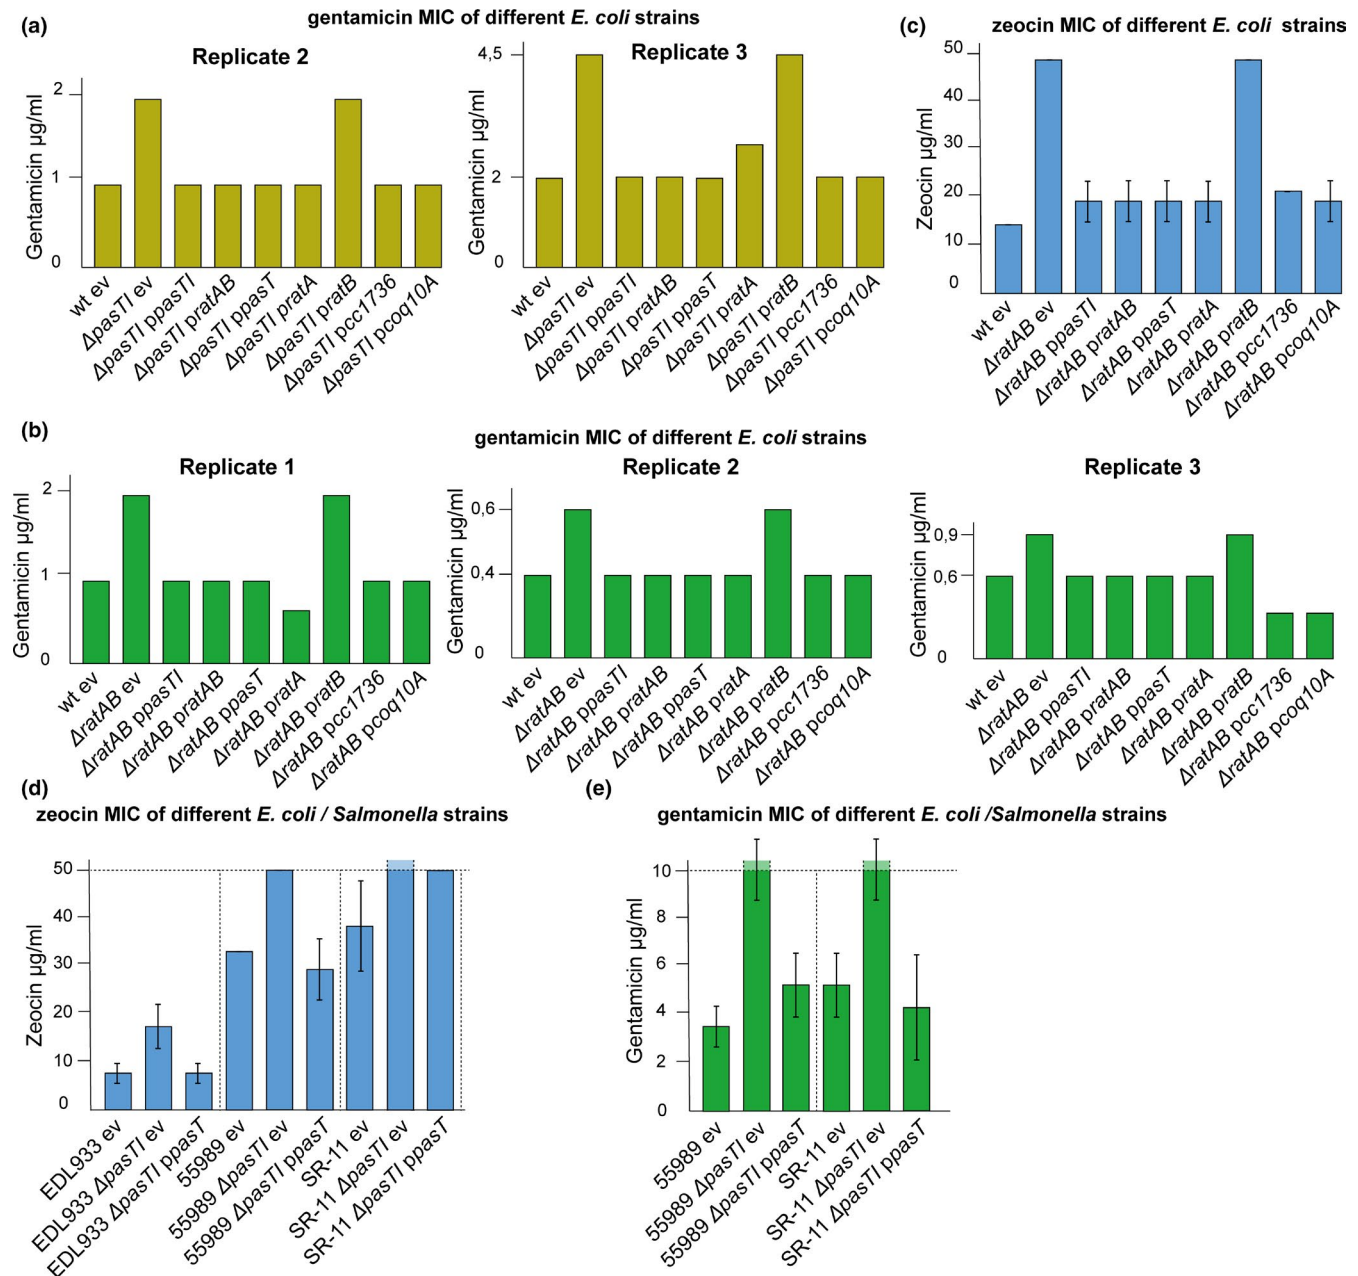 (a)
gentamicin MIC of different E. coli strains
Replicate 2
Gentamicin µg/ml
2
1
0
wt ev
ΔpasTI ev
ΔpasTI ppasTI
ΔpasTI pratAB
ΔpasTI ppasT
ΔpasTI pratA
ΔpasTI pratB
ΔpasTI pcc1736
ΔpasTI pcoq10A
Replicate 3
Gentamicin µg/ml
4,5
2
0
wt ev
ΔpasTI ev
ΔpasTI ppasTI
ΔpasTI pratAB
ΔpasTI ppasT
ΔpasTI pratA
ΔpasTI pratB
ΔpasTI pcc1736
ΔpasTI pcoq10A
(c)
zeocin MIC of different E. coli strains
Zeocin µg/ml
50
40
50
20
10
0
wt ev
ΔratAB ev
ΔratAB ppasTI
ΔratAB pratAB
ΔratAB ppasT
ΔratAB pratA
ΔratAB pratB
ΔratAB pcc1736
ΔratAB pcoq10A
(b)
gentamicin MIC of different E. coli strains
Replicate 1
Gentamicin µg/ml
2
1
0
wt ev
ΔratAB ev
ΔratAB ppasTI
ΔratAB pratAB
ΔratAB ppasT
ΔratAB pratA
ΔratAB pratB
ΔratAB pcc1736
ΔratAB pcoq10A
Replicate 2
Gentamicin µg/ml
0,6
0,4
0
wt ev
ΔratAB ev
ΔratAB ppasTI
ΔratAB pratAB
ΔratAB ppasT
ΔratAB pratA
ΔratAB pratB
ΔratAB pcc1736
ΔratAB pcoq10A
Replicate 3
Gentamicin µg/ml
0,9
0,6
0
wt ev
ΔratAB ev
ΔratAB ppasTI
ΔratAB pratAB
ΔratAB ppasT
ΔratAB pratA
ΔratAB pratB
ΔratAB pcc1736
ΔratAB pcoq10A
(d)
zeocin MIC of different E. coli / Salmonella strains
Zeocin µg/ml
50
40
30
20
10
0
EDL933 ev
EDL933 ΔpasTI ev
EDL933 ΔpasTI ppasT
55989 ev
55989 ΔpasTI ev
55989 ΔpasTI ppasT
SR-11 ev
SR-11 ΔpasTI ev
SR-11 ΔpasTI ppasT
(e)
gentamicin MIC of different E. coli /Salmonella strains
Gentamicin µg/ml
10
8
6
4
2
0
55989 ev
55989 ΔpasTI ev
55989 ΔpasTI ppasT
SR-11 ev
SR-11 ΔpasTI ev
SR-11 ΔpasTI ppasT